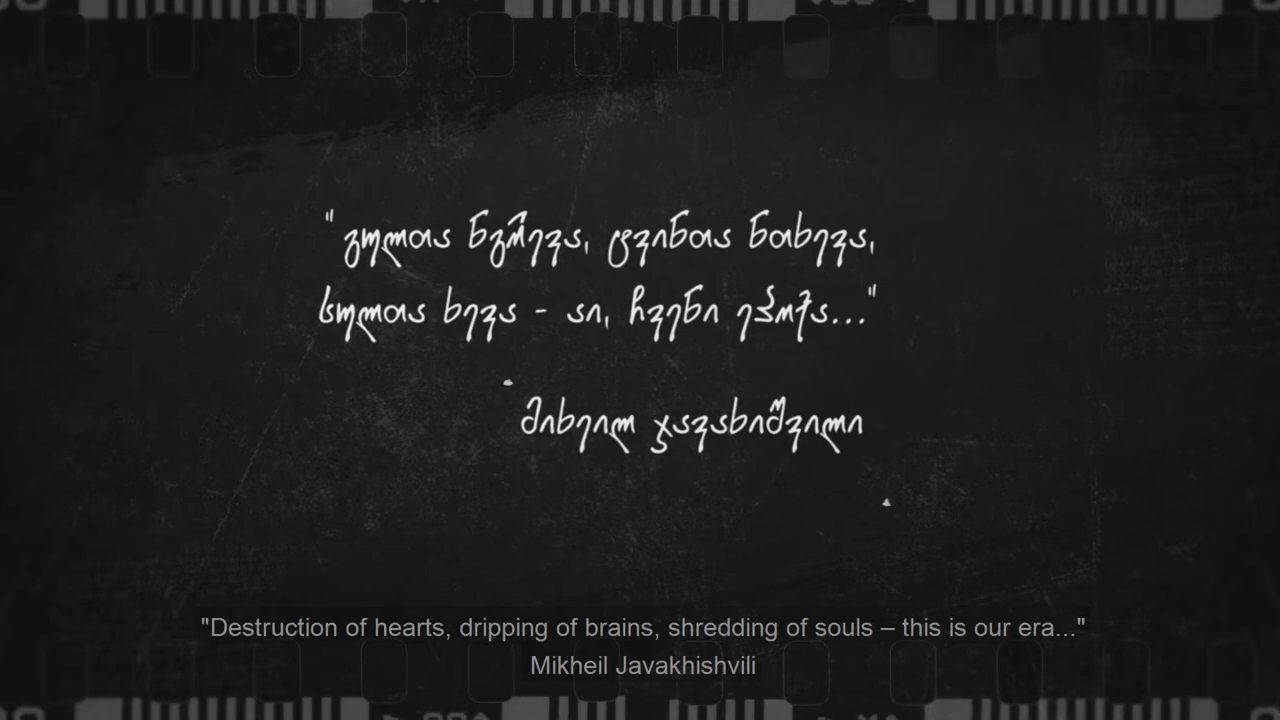 "გულთა ნგრევა, ტვინთა ნთხევა,
სულთა ხევა - აი, ჩვენი ეპოქა..."
მიხეილ ჯავახიშვილი
"Destruction of hearts, dripping of brains, shredding of souls – this is our era..."
Mikheil Javakhishvili